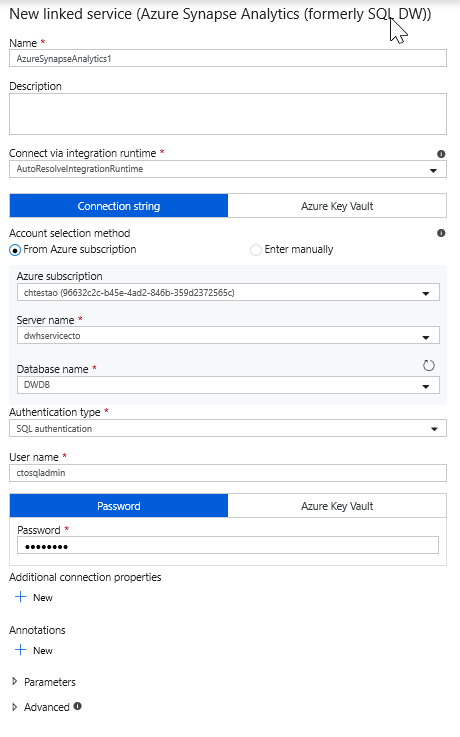 New linked service (Azure Synapse Analytics (formerly SQL DW))
Name *
AzureSynapseAnalytics1
Description
Connect via integration runtime *
AutoResolveIntegrationRuntime
Connection string Azure Key Vault
Account selection method
From Azure subscription Enter manually
Azure subscription
chtestao (96632c2c-b45e-4ad2-846b-359d2372565c)
Server name *
dwhservicecto
Database name *
DWDB
Authentication type *
SQL authentication
User name *
ctosqladmin
Password Azure Key Vault
Password *
••••••••
Additional connection properties
+ New
Annotations
+ New
Parameters
Advanced